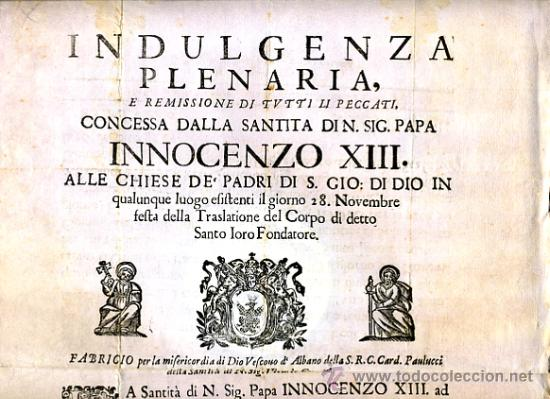 INDULGENZA
PLENARIA,
E REMISSIONE DI TVTTI LI PECCATI,
CONCESSA DALLA SANTITA DI N. SIG. PAPA
INNOCENZO XIII.
ALLE CHIESE DE' PADRI DI S. GIO: DI DIO IN
qualunque luogo esistenti il giorno 28. Novembre
festa della Traslatione del Corpo di detto
Santo loro Fondatore.
FABRICIO per la misericordia di Dio Vescovo d' Albano della S. R. C. Card. Paulucci
della Santità di N. Sig.
A Santità di N. Sig. Papa INNOCENZO XIII. ad
todocoleccion.net